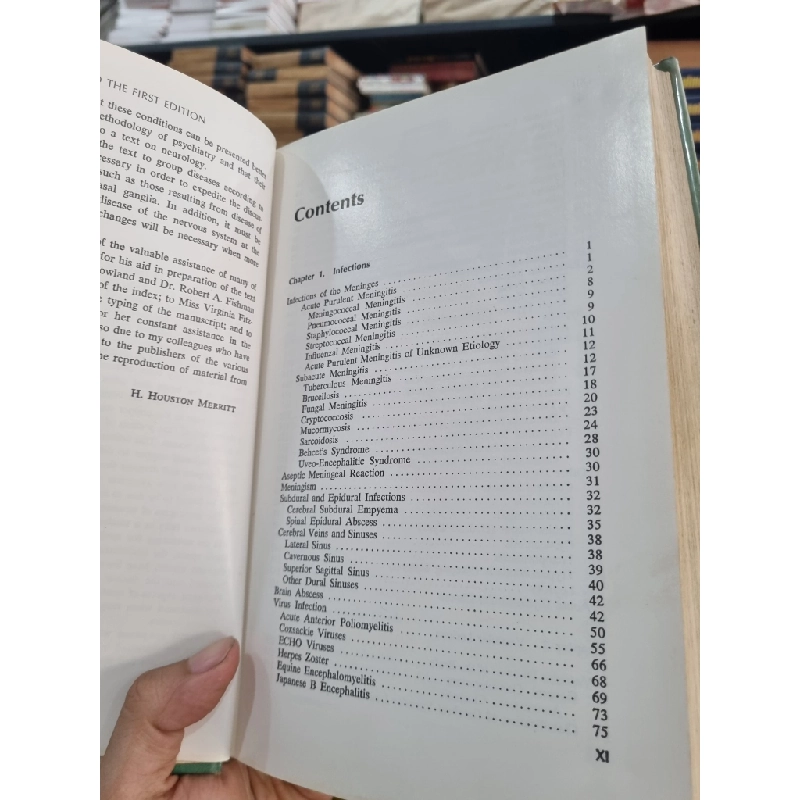 O THE FIRST EDITION
t these conditions can be presented better
ethodology of psychiatry and that their
o a text on neurology.
the text to group diseases according to
essary in order to expedite the discus-
such as those resulting from disease of
asal ganglia. In addition, it must be
disease of the nervous system at the
changes will be necessary when more
of the valuable assistance of many of
for his aid in preparation of the text
owland and Dr. Robert A. Fishman
of the index; to Miss Virginia
typing of the manuscript; and to
or her constant assistance in the
so due to my colleagues who have
to the publishers of the various
he reproduction of material from
H. HOUSTON MERRITT
Contents
Chapter 1. Infections
Infections of the Meninges 1
Acute Purulent Meningitis 1
Meningococcal Meningitis 2
Pneumococcal Meningitis 8
Staphylococcal Meningitis 9
Streptococcal Meningitis 9
Influenzal Meningitis 10
Acute Purulent Meningitis of Unknown Etiology 11
Subacute Meningitis 12
Tuberculous Meningitis 12
Brucellosis 17
Fungal Meningitis 18
Cryptococcosis 20
Mucormycosis 23
Sarcoidosis 24
Behcet's Syndrome 28
Uveo-Encephalitic Syndrome 30
Aseptic Meningeal Reaction 30
Meningism 31
Subdural and Epidural Infections 32
Cerebral Subdural Empyema 32
Spinal Epidural Abscess 35
Cerebral Veins and Sinuses 38
Lateral Sinus 38
Cavernous Sinus 39
Superior Sagittal Sinus 40
Other Dural Sinuses 42
Brain Abscess 42
Virus Infection 50
Acute Anterior Poliomyelitis 55
Coxsackie Viruses 66
ECHO Viruses 68
Herpes Zoster 69
Equine Encephalomyelitis 73
Japanese B Encephalitis 75
XI